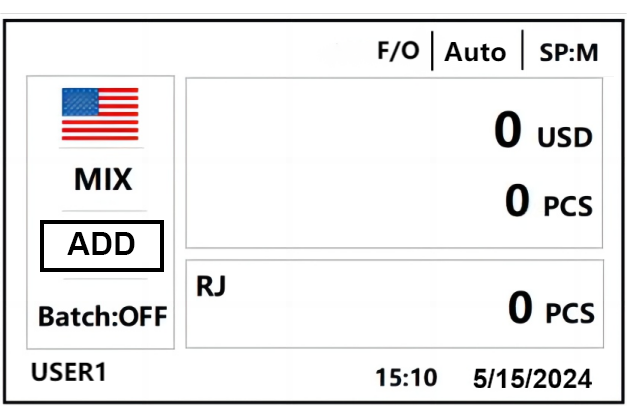 F/O Auto SP:M
MIX
ADD
Batch:OFF
0 USD
0 PCS
RJ
0 PCS
USER1 15:10 5/15/2024